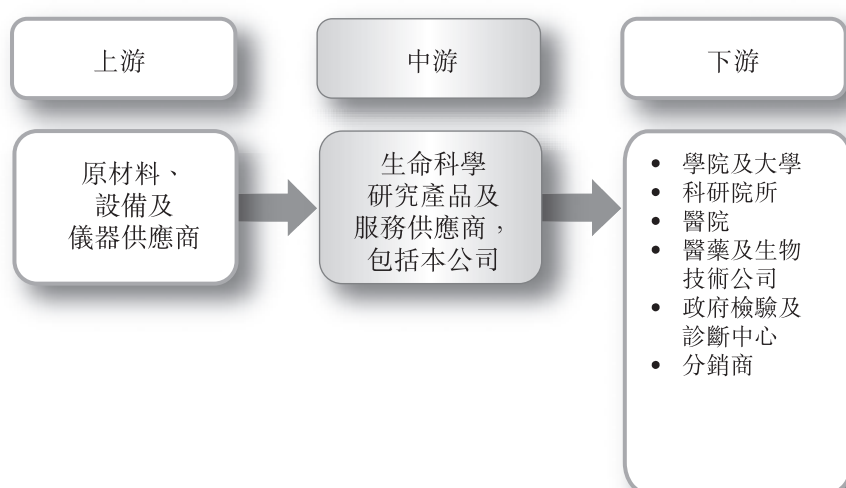 上游
中游
下游
原材料、
設備及
儀器供應商
生命科學
研究產品及
服務供應商，
包括本公司
• 學院及大學
• 科研院所
• 醫院
• 醫藥及生物
技術公司
• 政府檢驗及
診斷中心
• 分銷商